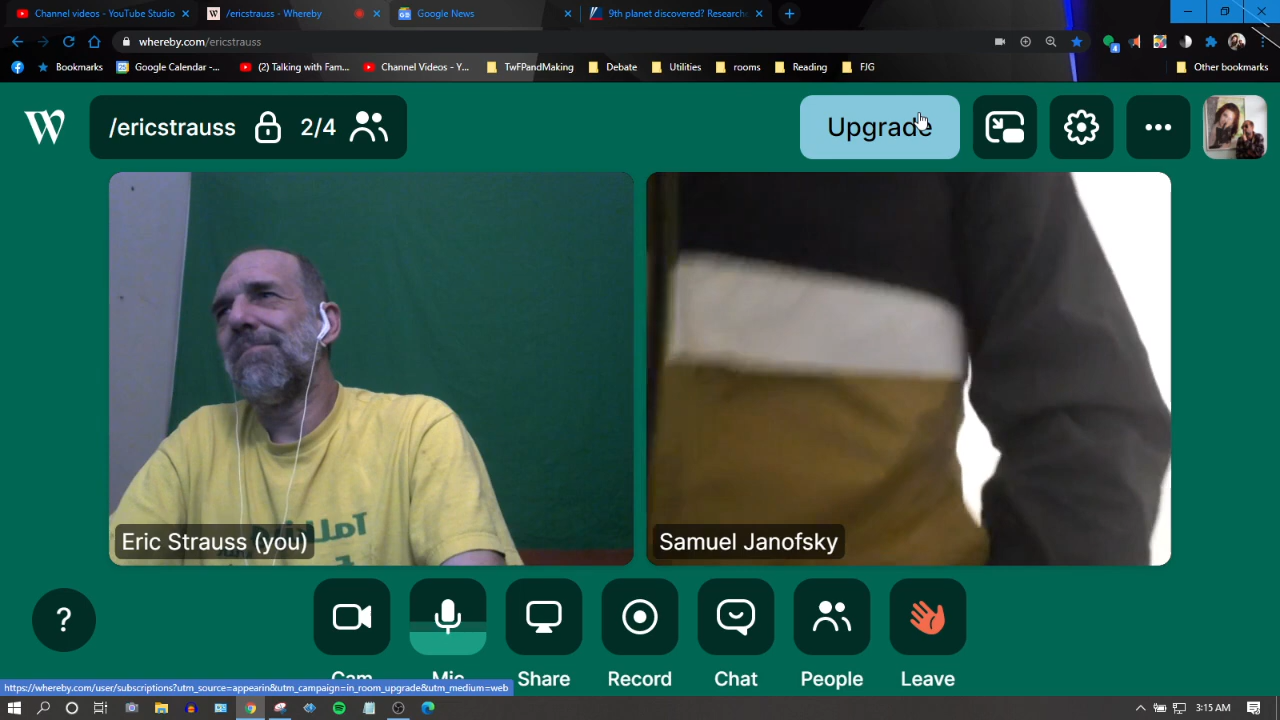 Channel videos - YouTube Studio
/ericstrauss - Whereby
Google News
9th planet discovered? Researche
whereby.com/ericstrauss
Bookmarks
Google Calendar -...
(2) Talking with Fam...
Channel Videos - Y...
TwFPandMaking
Debate
Utilities
rooms
Reading
FJG
Other bookmarks
W
/ericstrauss
2/4
Upgrade
Talking
Eric Strauss (you)
Samuel Janofsky
?
Cam
Mic
Share
Record
Chat
People
Leave
https://whereby.com/user/subscriptions?utm_source=appearin&utm_campaign=in_room_upgrade&utm_medium=web
3:15 AM